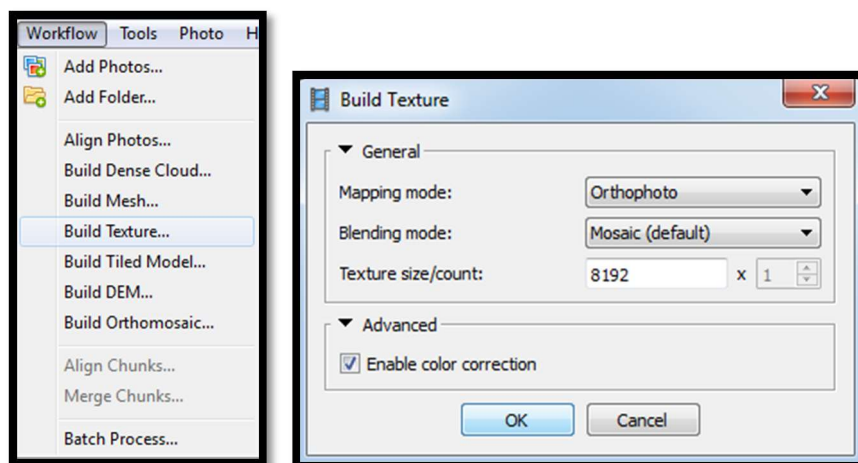 Workflow Tools Photo H
Add Photos...
Add Folder...
Align Photos...
Build Dense Cloud...
Build Mesh...
Build Texture...
Build Tiled Model...
Build DEM...
Build Orthomosaic...
Align Chunks...
Merge Chunks...
Batch Process...
Build Texture
General
Mapping mode: Orthophoto
Blending mode: Mosaic (default)
Texture size/count: 8192 x 1
Advanced
Enable color correction
OK Cancel